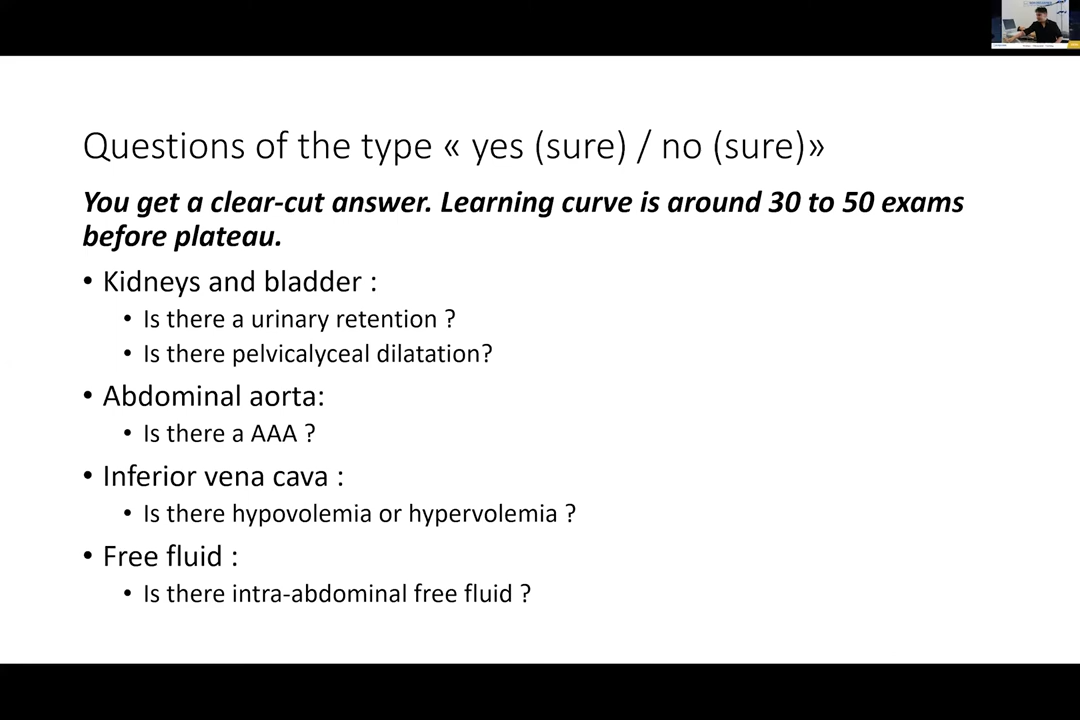 Questions of the type « yes (sure) / no (sure)»
You get a clear-cut answer. Learning curve is around 30 to 50 exams
before plateau.
• Kidneys and bladder :
• Is there a urinary retention ?
• Is there pelvicalyceal dilatation?
• Abdominal aorta:
• Is there a AAA ?
• Inferior vena cava :
• Is there hypovolemia or hypervolemia ?
• Free fluid :
• Is there intra-abdominal free fluid ?